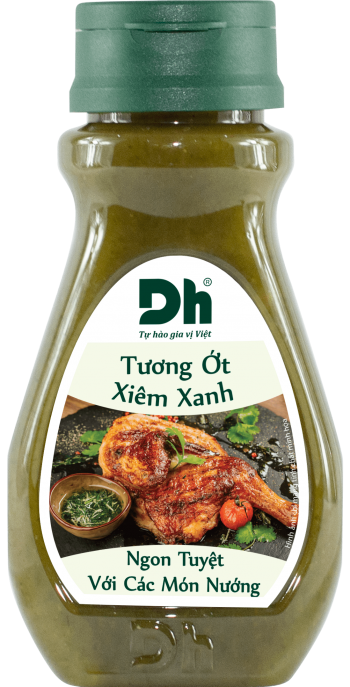 Dh®
Tự hào gia vị Việt
Tương Ớt
Xiêm Xanh
Ngon Tuyệt
Với Các Món Nướng
Dh